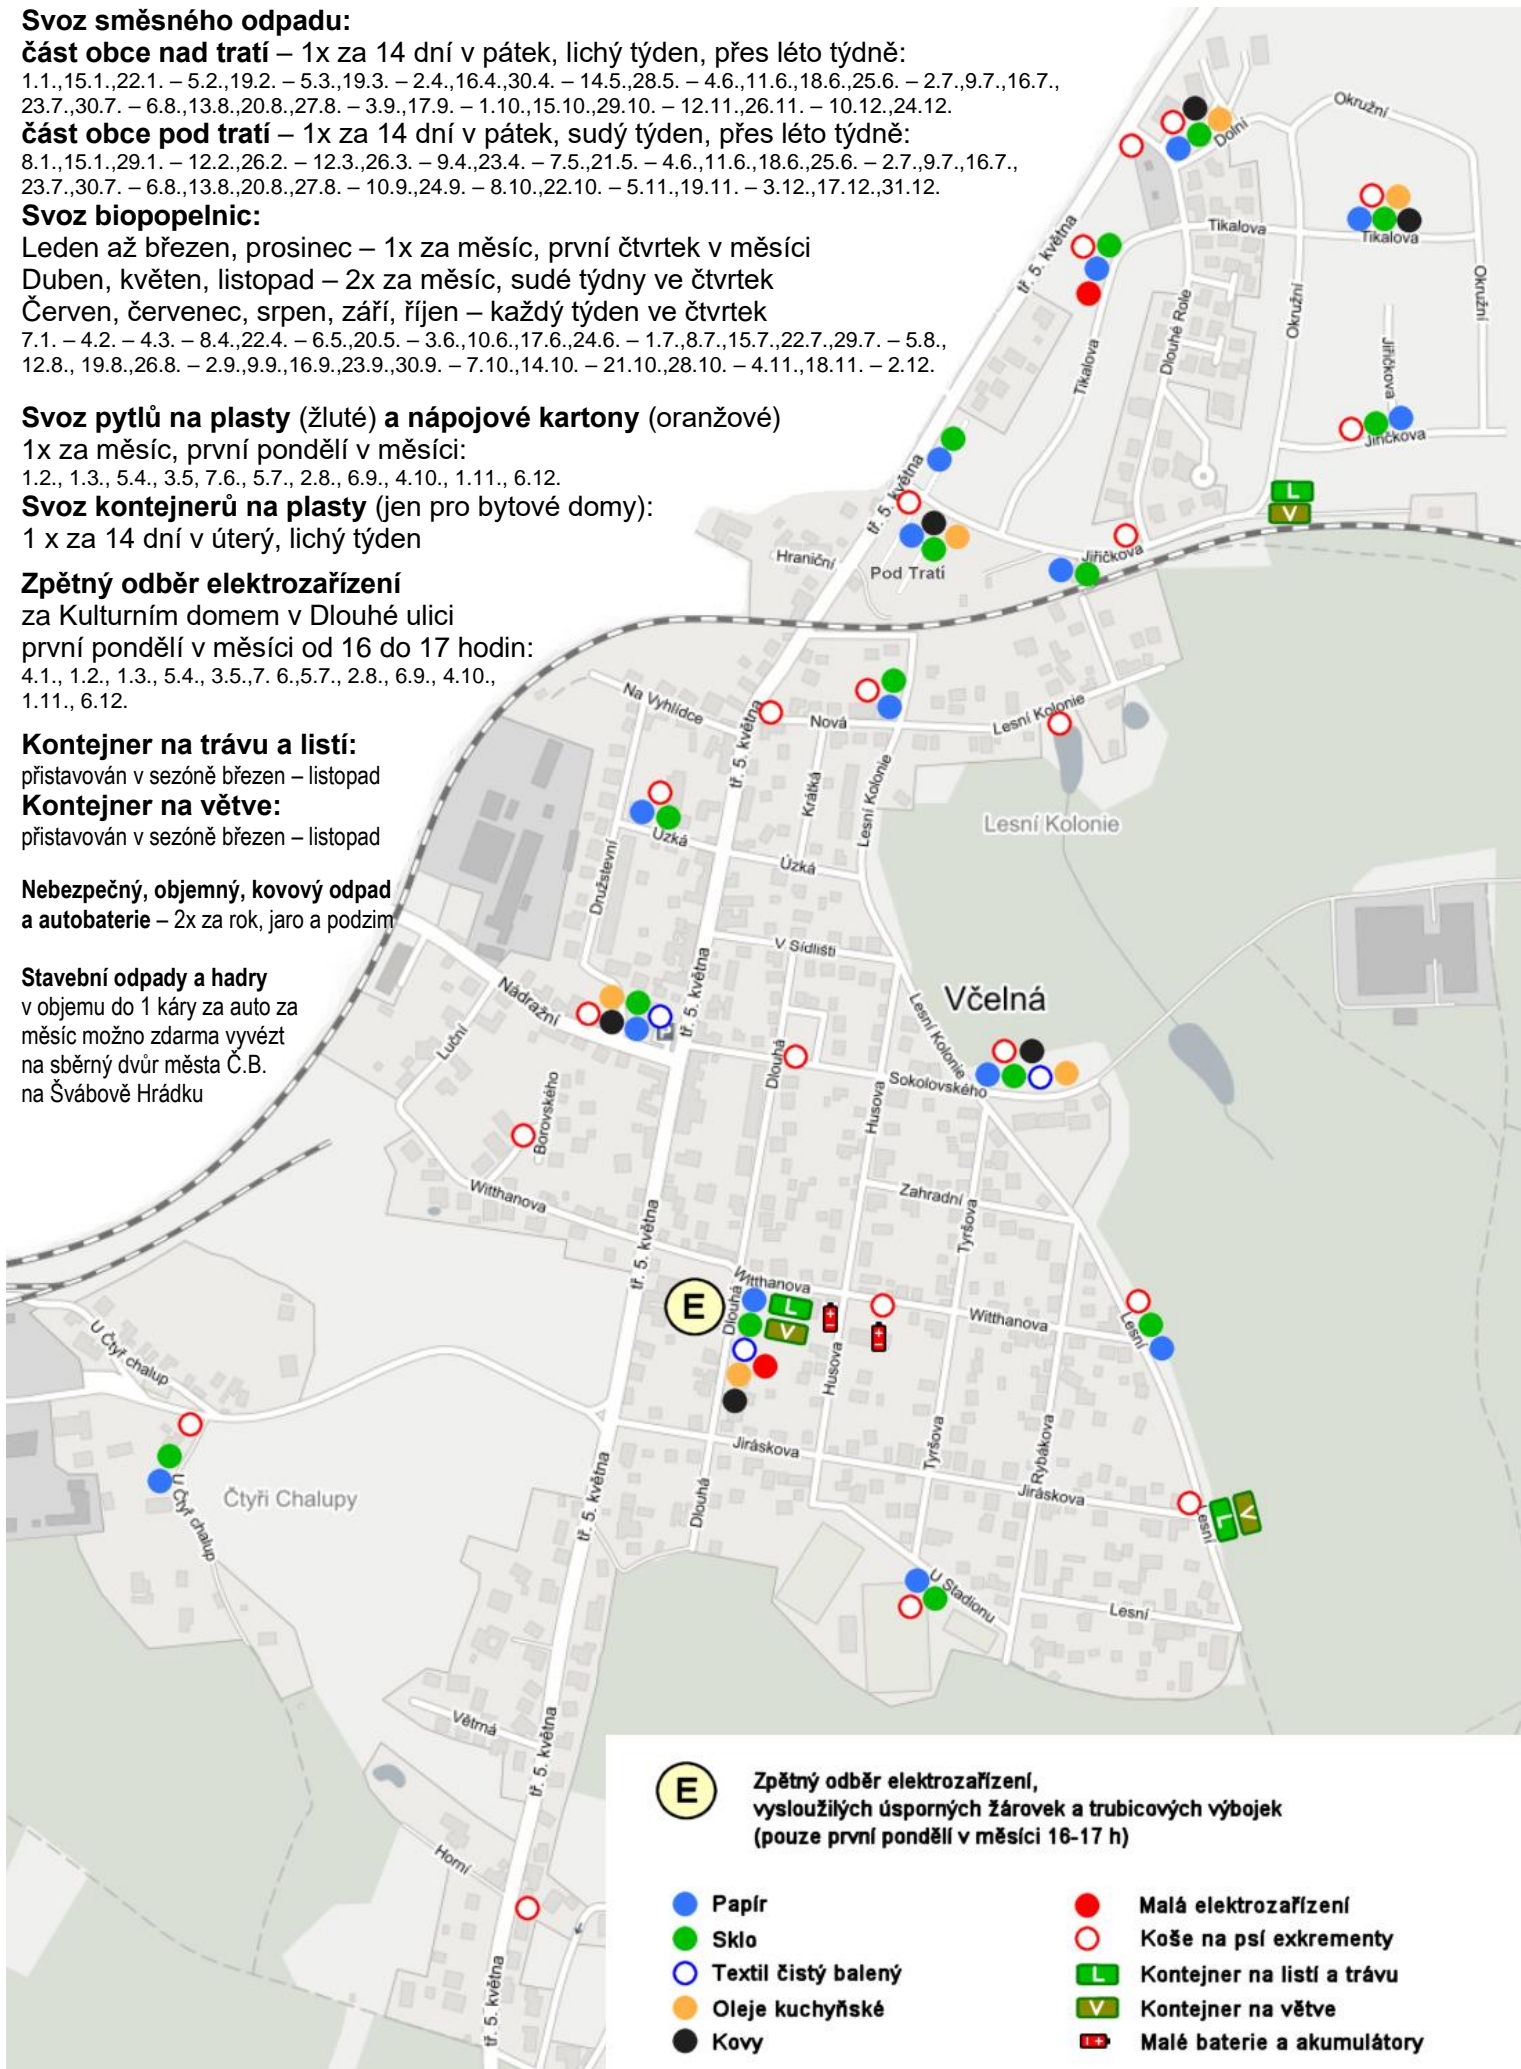 Svoz směsného odpadu:
část obce nad tratí – 1x za 14 dní v pátek, lichý týden, přes léto týdně:
1.1.,15.1.,22.1. – 5.2.,19.2. – 5.3.,19.3. – 2.4.,16.4.,30.4. – 14.5.,28.5. – 4.6.,11.6.,18.6.,25.6. – 2.7.,9.7.,16.7.,
23.7.,30.7. – 6.8.,13.8.,20.8.,27.8. – 3.9.,17.9. – 1.10.,15.10.,29.10. – 12.11.,26.11. – 10.12.,24.12.
část obce pod tratí – 1x za 14 dní v pátek, sudý týden, přes léto týdně:
8.1.,15.1.,29.1. – 12.2.,26.2. – 12.3.,26.3. – 9.4.,23.4. – 7.5.,21.5. – 4.6.,11.6.,18.6.,25.6. – 2.7.,9.7.,16.7.,
23.7.,30.7. – 6.8.,13.8.,20.8.,27.8. – 10.9.,24.9. – 8.10.,22.10. – 5.11.,19.11. – 3.12.,17.12.,31.12.
Svoz biopopelnic:
Leden až březen, prosinec – 1x za měsíc, první čtvrtek v měsíci
Duben, květen, listopad – 2x za měsíc, sudé týdny ve čtvrtek
Červen, červenec, srpen, září, říjen – každý týden ve čtvrtek
7.1. – 4.2. – 4.3. – 8.4.,22.4. – 6.5.,20.5. – 3.6.,10.6.,17.6.,24.6. – 1.7.,8.7.,15.7.,22.7.,29.7. – 5.8.,
12.8., 19.8.,26.8. – 2.9.,9.9.,16.9.,23.9.,30.9. – 7.10.,14.10. – 21.10.,28.10. – 4.11.,18.11. – 2.12.
Svoz pytlů na plasty (žluté) a nápojové kartony (oranžové)
1x za měsíc, první pondělí v měsíci:
1.2., 1.3., 5.4., 3.5, 7.6., 5.7., 2.8., 6.9., 4.10., 1.11., 6.12.
Svoz kontejnerů na plasty (jen pro bytové domy):
1 x za 14 dní v úterý, lichý týden
Zpětný odběr elektrozařízení
za Kulturním domem v Dlouhé ulici
první pondělí v měsíci od 16 do 17 hodin:
4.1., 1.2., 1.3., 5.4., 3.5.,7. 6.,5.7., 2.8., 6.9., 4.10.,
1.11., 6.12.
Kontejner na trávu a listí:
přistavován v sezóně březen – listopad
Kontejner na větve:
přistavován v sezóně březen – listopad
Nebezpečný, objemný, kovový odpad
a autobaterie – 2x za rok, jaro a podzim
Stavební odpady a hadry
v objemu do 1 káry za auto za
měsíc možno zdarma vyvézt
na sběrný dvůr města Č.B.
na Švábově Hrádku
Okružní
Dolní
tř. 5. května
Tikalova
Tikalova
Okružní
Okružní
Dlouhé Role
Tikalova
Jiříčkova
Jiříčkova
tř. 5. května
L
V
Jiříčkova
Hraniční
Pod Tratí
Na Vyhlídce
tř. 5. května
Nová
Lesní Kolonie
Krátká
Lesní Kolonie
Lesní Kolonie
Úzká
Úzká
Družstevní
V Sídlišti
tř. 5. května
Nádražní
P
Včelná
Lesní Kolonie
Luční
Dlouhá
Husova
Sokolovského
Borovského
Witthanova
Zahradní
Tyršova
tř. 5. května
Witthanova
E
Dlouhá
L
V
Witthanova
Lesní
Husova
U Čtyř chalup
Jiráskova
Tyršova
Rybákova
Jiráskova
Lesní
L
V
U Čtyř chalup
Čtyři Chalupy
tř. 5. května
Dlouhá
U Stadionu
Lesní
Větrná
tř. 5. května
Horní
tř. 5. května
E
Zpětný odběr elektrozařízení,
vysloužilých úsporných žárovek a trubicových výbojek
(pouze první pondělí v měsíci 16-17 h)
Papír
Sklo
Textil čistý balený
Oleje kuchyňské
Kovy
Malá elektrozařízení
Koše na psí exkrementy
L Kontejner na listí a trávu
V Kontejner na větve
Malé baterie a akumulátory